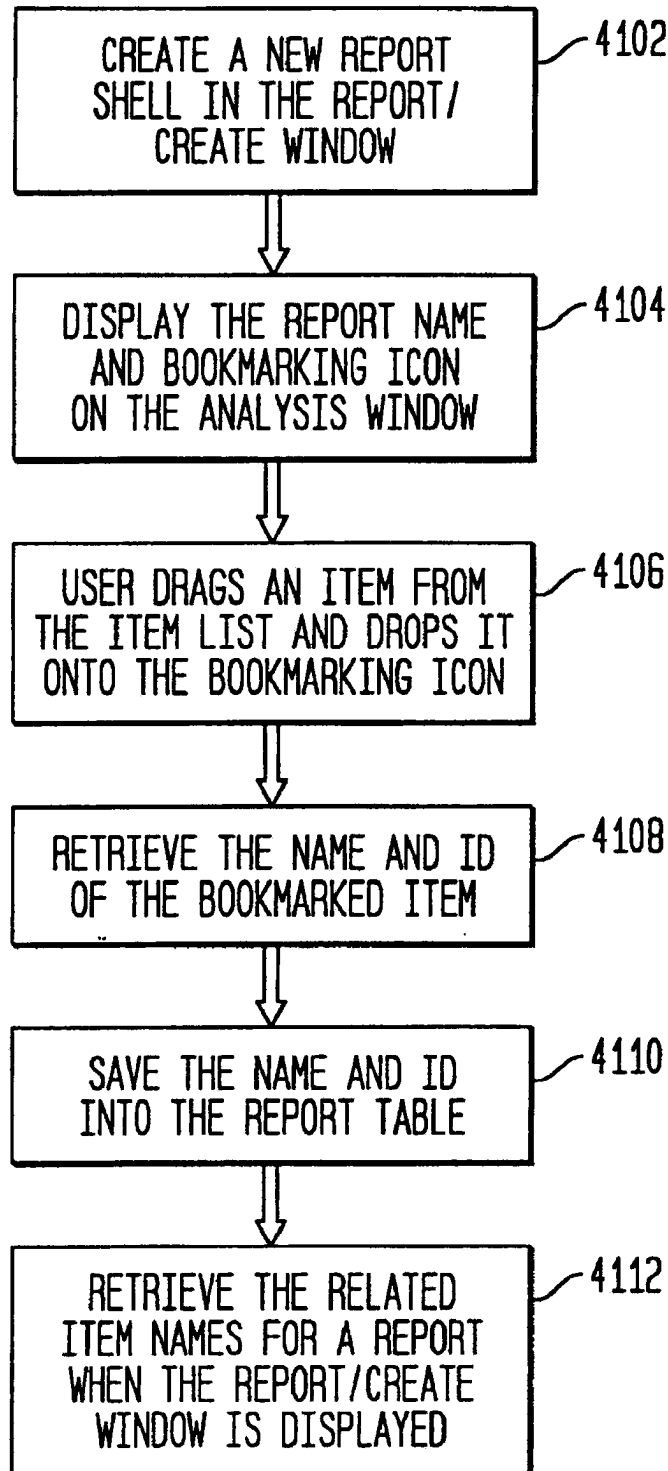 CREATE A NEW REPORT
SHELL IN THE REPORT/
CREATE WINDOW
4102
DISPLAY THE REPORT NAME
AND BOOKMARKING ICON
ON THE ANALYSIS WINDOW
4104
USER DRAGS AN ITEM FROM
THE ITEM LIST AND DROPS IT
ONTO THE BOOKMARKING ICON
4106
RETRIEVE THE NAME AND ID
OF THE BOOKMARKED ITEM
4108
SAVE THE NAME AND ID
INTO THE REPORT TABLE
4110
RETRIEVE THE RELATED
ITEM NAMES FOR A REPORT
WHEN THE REPORT/CREATE
WINDOW IS DISPLAYED
4112